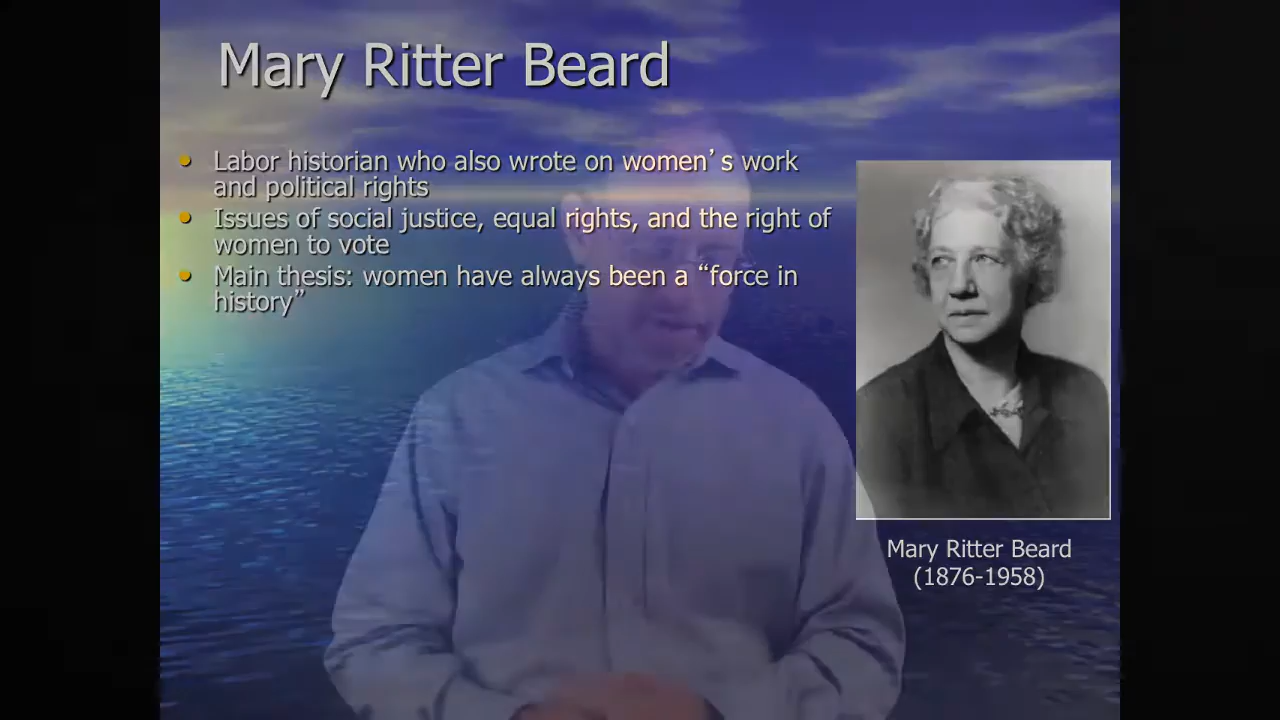 Mary Ritter Beard
• Labor historian who also wrote on women’s work
and political rights
• Issues of social justice, equal rights, and the right of
women to vote
• Main thesis: women have always been a “force in
history”
Mary Ritter Beard
(1876-1958)